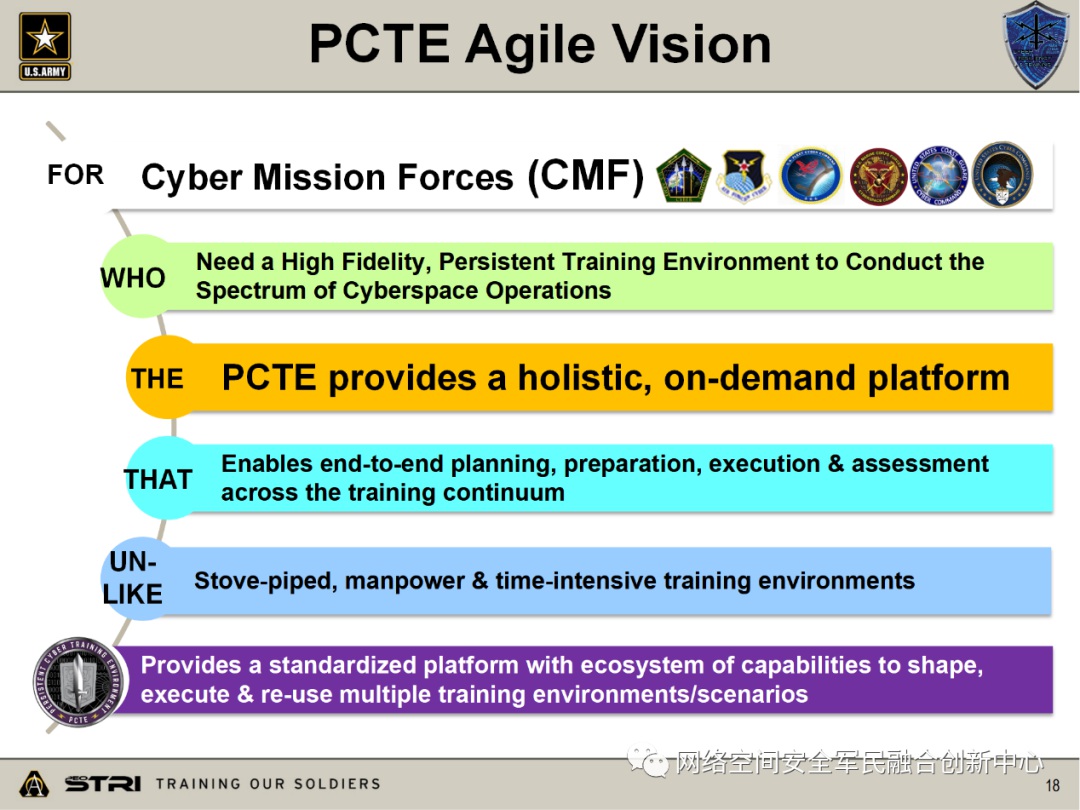 PCTE Agile Vision
U.S.ARMY
FOR
Cyber Mission Forces (CMF)
WHO
Need a High Fidelity, Persistent Training Environment to Conduct the
Spectrum of Cyberspace Operations
THE
PCTE provides a holistic, on-demand platform
THAT
Enables end-to-end planning, preparation, execution & assessment
across the training continuum
UN-
LIKE
Stove-piped, manpower & time-intensive training environments
PERSISTENT CYBER TRAINING ENVIRONMENT
PCTE
Provides a standardized platform with ecosystem of capabilities to shape,
execute & re-use multiple training environments/scenarios
PEO STRI TRAINING OUR SOLDIERS
网络空间安全军民融合创新中心
18